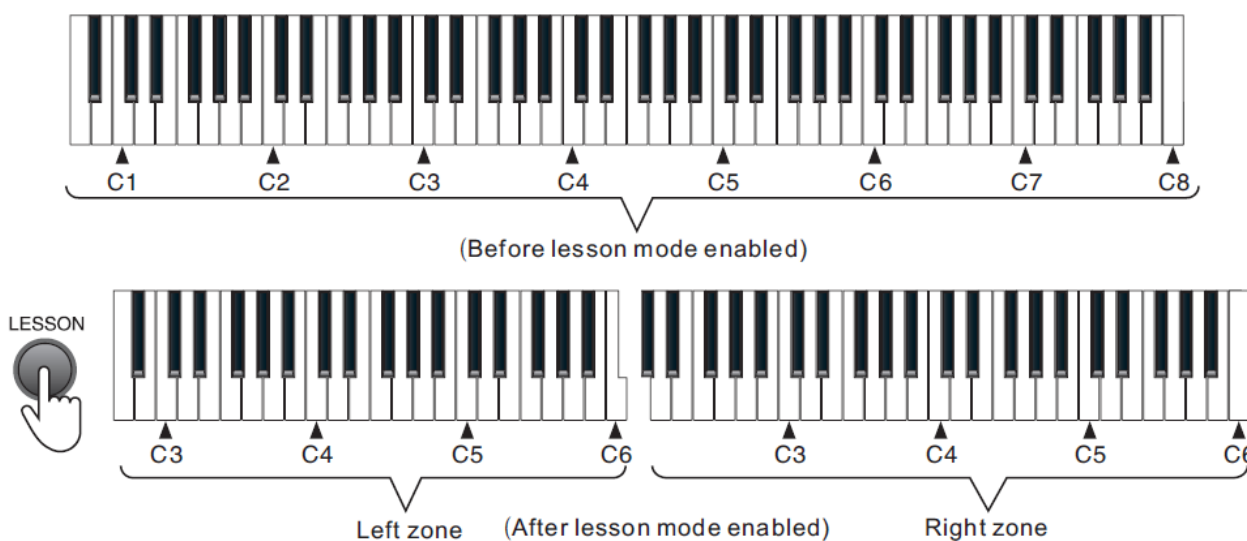 C1 C2 C3 C4 C5 C6 C7 C8
(Before lesson mode enabled)
LESSON
C3 C4 C5 C6 C3 C4 C5 C6
Left zone (After lesson mode enabled) Right zone